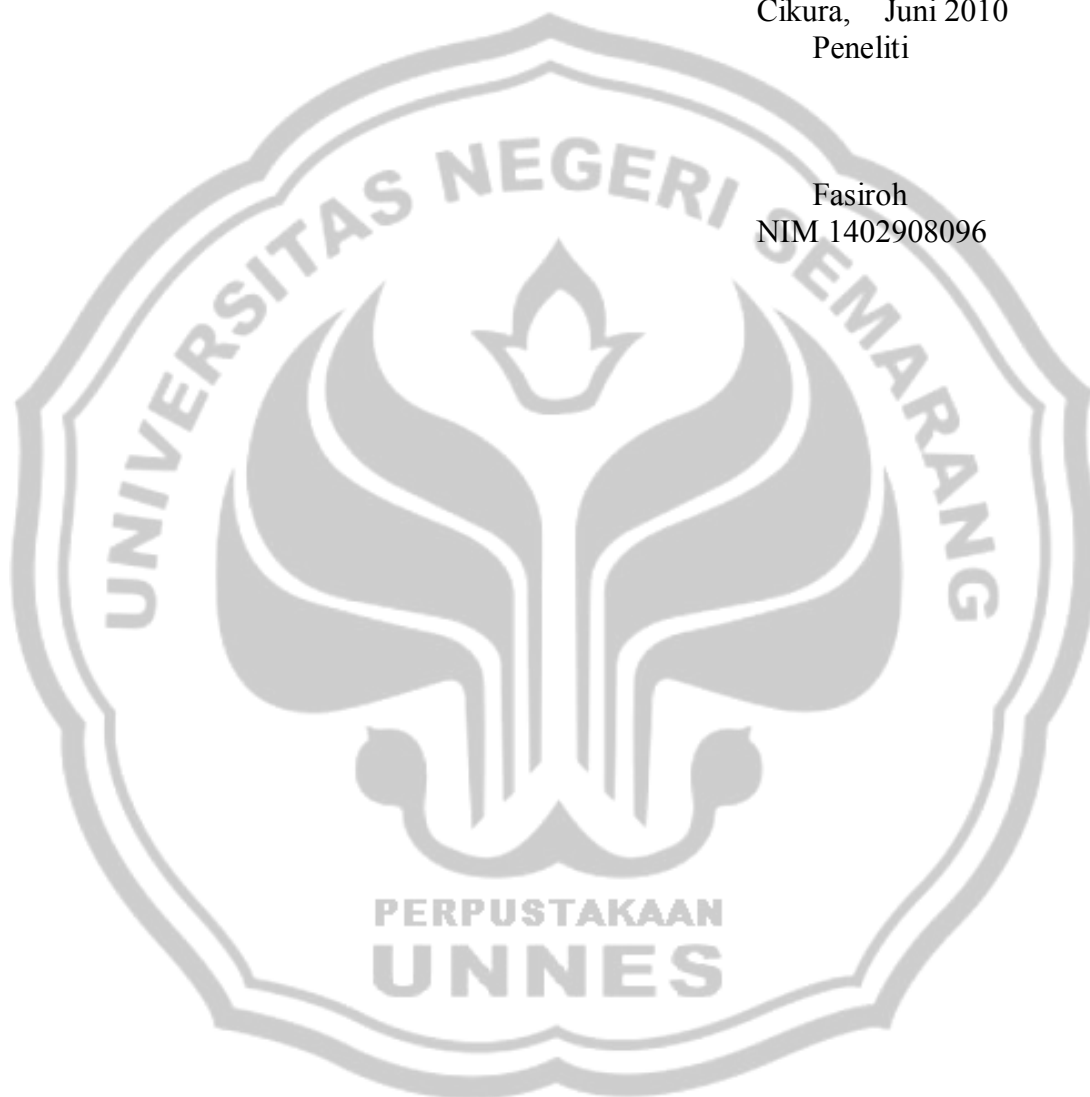 Cikura, Juni 2010
Peneliti
Fasiroh
NIM 1402908096
UNIVERSITAS NEGERI SEMARANG
PERPUSTAKAAN
UNNES